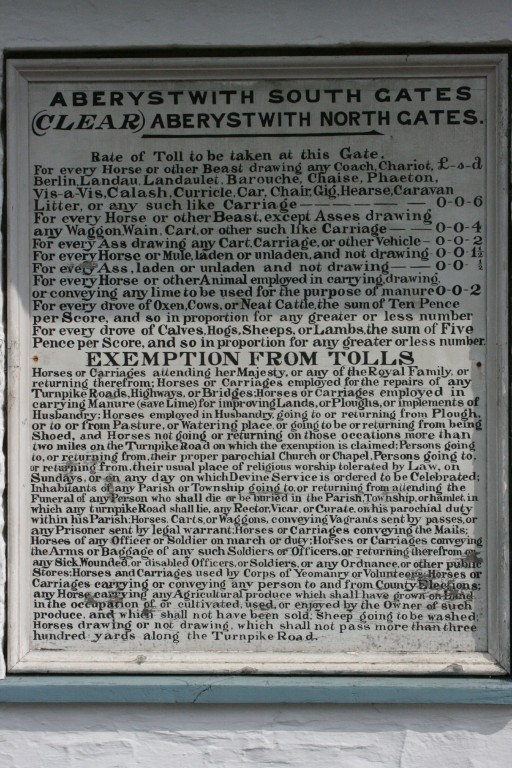 ABERYSTWITH SOUTH GATES
(CLEAR) ABERYSTWITH NORTH GATES.
Rate of Toll to be taken at this Gate.
For every Horse or other Beast drawing any Coach, Chariot, £-s-d
Berlin, Landau, Landaulet, Barouche, Chaise, Phaeton,
Vis-a-Vis, Calash, Curricle, Car, Chair, Gig, Hearse, Caravan
Litter, or any such like Carriage — — — — — 0-0-6
For every Horse or other Beast, except Asses drawing
any Waggon, Wain, Cart, or other such like Carriage — — 0-0-4
For every Ass drawing any Cart, Carriage, or other Vehicle - 0-0-2
For every Horse or Mule, laden or unladen, and not drawing 0-0-1½
For every Ass, laden or unladen and not drawing — — 0-0-½
For every Horse or other Animal employed in carrying, drawing,
or conveying any lime to be used for the purpose of manure 0-0-2
For every drove of Oxen, Cows, or Neat Cattle, the sum of Ten Pence
per Score, and so in proportion for any greater or less number
For every drove of Calves, Hogs, Sheeps, or Lambs, the sum of Five
Pence per Score, and so in proportion for any greater or less number.
EXEMPTION FROM TOLLS
Horses or Carriages attending her Majesty, or any of the Royal Family, or
returning therefrom; Horses or Carriages employed for the repairs of any
Turnpike Roads, Highways, or Bridges; Horses or Carriages employed in
carrying Manure (save Lime) for improving Lands, or Ploughs, or implements of
Husbandry; Horses employed in Husbandry, going to or returning from Plough,
or to or from Pasture, or Watering place, or going to be or returning from being
Shoed, and Horses not going or returning on those occations more than
two miles on the Turnpike Road on which the exemption is claimed; Persons going
to, or returning from, their proper parochial Church or Chapel, Persons going to,
or returning from, their usual place of religious worship tolerated by Law, on
Sundays, or on any day on which Devine Service is ordered to be Celebrated;
Inhabitants of any Parish or Township going to, or returning from attending the
Funeral of any Person who shall die or be buried in the Parish, Township, or hamlet, in
which any turnpike Road shall lie, any Rector, Vicar, or Curate, on his parochial duty
within his Parish; Horses, Carts, or Waggons, conveying Vagrants sent by passes, or
any Prisoner sent by legal warrant; Horses or Carriages conveying the Mails;
Horses of any Officer or Soldier on march or duty; Horses or Carriages conveying
the Arms or Baggage of any such Soldiers or Officers, or returning therefrom or
any Sick, Wounded, or disabled Officers, or Soldiers, or any Ordnance, or other public
Stores; Horses and Carriages used by Corps of Yeomanry or Volunteers; Horses or
Carriages carrying or conveying any person to and from County Elections;
any Horse carrying any Agricultural produce which shall have grown on Land
in the occupation of or cultivated, used, or enjoyed by the Owner of such
produce, and which shall not have been sold; Sheep going to be washed;
Horses drawing or not drawing, which shall not pass more than three
hundred yards along the Turnpike Road.